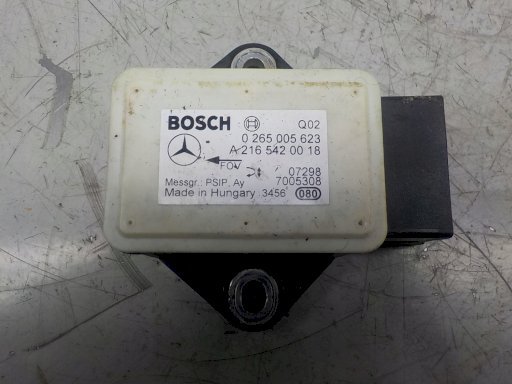 BOSCH Q02
0 265 005 623
A 216 542 00 18
FOV
07298
Messgr.: PSIP, Ay 7005308
Made in Hungary 3456 080